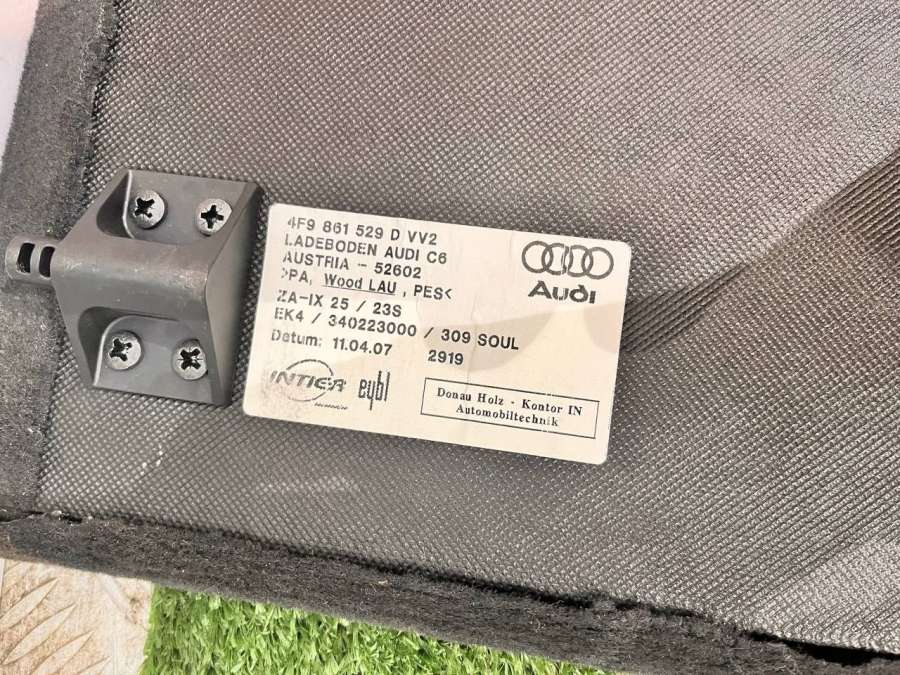 4F9 861 529 D VV2
LADEBODEN AUDI C6
AUSTRIA - 52602
>PA, Wood LAU , PES<
ZA-IX 25 / 23S
EK4 / 340223000 / 309 SOUL
Datum: 11.04.07 2919
Audi
INTIER
eybl
Donau Holz - Kontor IN
Automobiltechnik